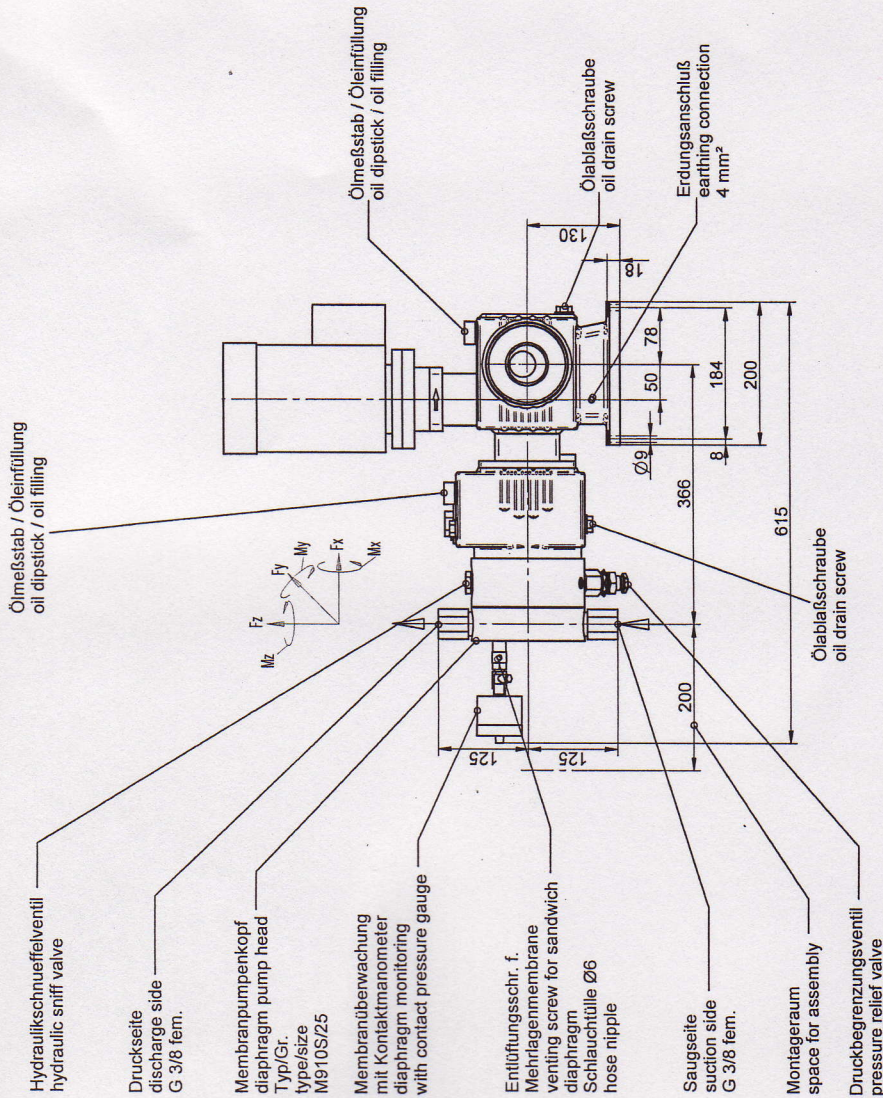 Ölmeßstab / Öleinfüllung
oil dipstick / oil filling
Hydraulikschnueffelventil
hydraulic sniff valve
Druckseite
discharge side
G 3/8 fem.
Membranpumpenkopf
diaphragm pump head
Typ/Gr.
type/size
M910S/25
Membranüberwachung
mit Kontaktmanometer
diaphragm monitoring
with contact pressure gauge
Entlüftungsschr. f.
Mehrlagenmembrane
venting screw for sandwich
diaphragm
Schlauchtülle Ø6
hose nipple
Saugseite
suction side
G 3/8 fem.
Montageraum
space for assembly
Druckbegrenzungsventil
pressure relief valve
Ölmeßstab / Öleinfüllung
oil dipstick / oil filling
Ölablaßschraube
oil drain screw
Erdungsanschluß
earthing connection
4 mm²
Ölablaßschraube
oil drain screw
Fz
Mz
Fy
My
Fx
Mx
125
125
130
18
78
50
184
200
Ø9
8
366
615
200